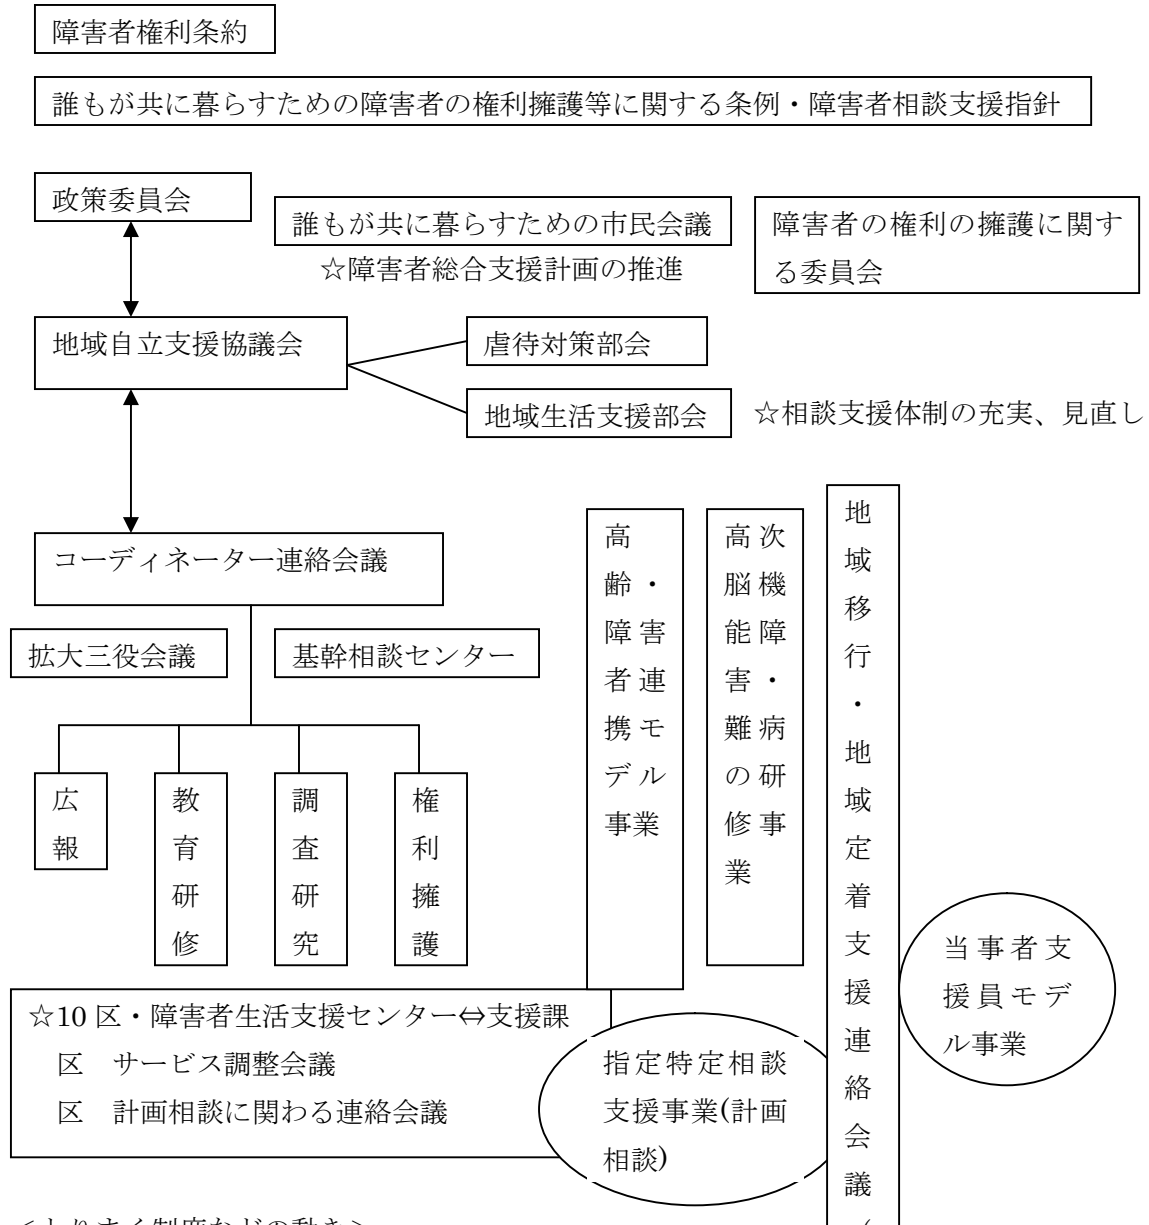 障害者権利条約
誰もが共に暮らすための障害者の権利擁護等に関する条例・障害者相談支援指針
政策委員会
誰もが共に暮らすための市民会議
☆障害者総合支援計画の推進
障害者の権利の擁護に関す
る委員会
地域自立支援協議会
虐待対策部会
地域生活支援部会
☆相談支援体制の充実、見直し
コーディネーター連絡会議
拡大三役会議
基幹相談センター
広報
教育研修
調査研究
権利擁護
高
齢・
障害
者連
携モ
デル
事業
高次
脳機
能障
害・
難病
の研
修事
業
地域移行・地域定着支援連絡会議(
当事者支
援員モデ
ル事業
☆10 区・障害者生活支援センター⇔支援課
区　サービス調整会議
区　計画相談に関わる連絡会議
指定特定相談
支援事業(計画
相談)